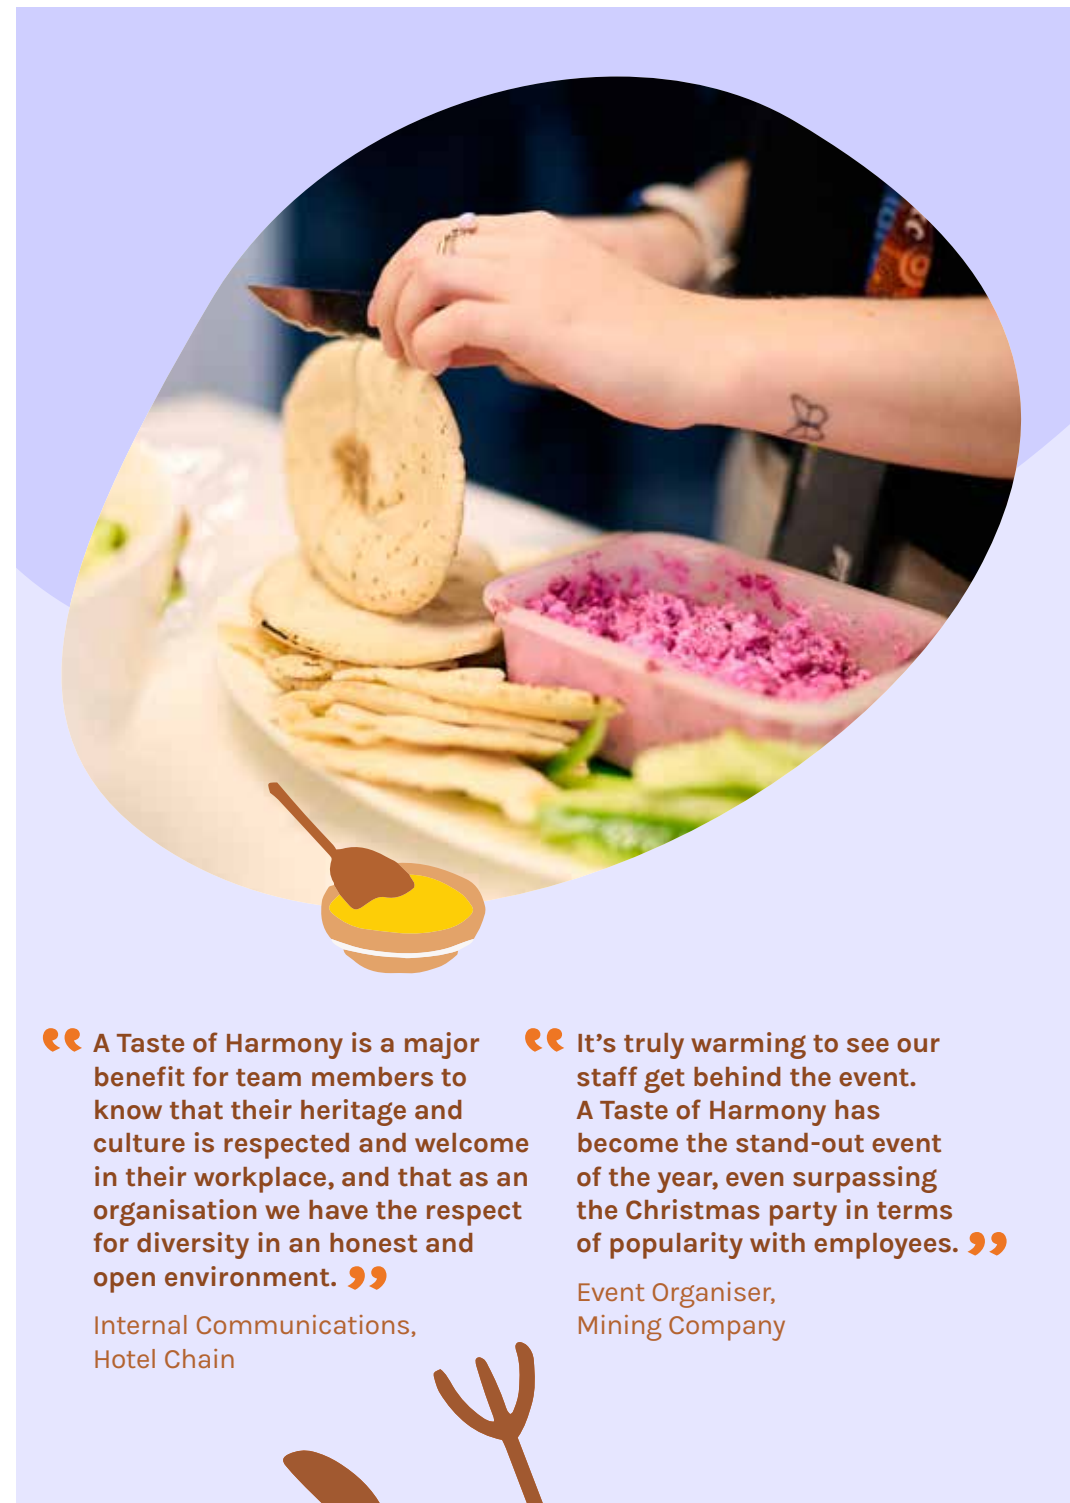 “ A Taste of Harmony is a major
benefit for team members to
know that their heritage and
culture is respected and welcome
in their workplace, and that as an
organisation we have the respect
for diversity in an honest and
open environment. ”
Internal Communications,
Hotel Chain
“ It’s truly warming to see our
staff get behind the event.
A Taste of Harmony has
become the stand-out event
of the year, even surpassing
the Christmas party in terms
of popularity with employees. ”
Event Organiser,
Mining Company